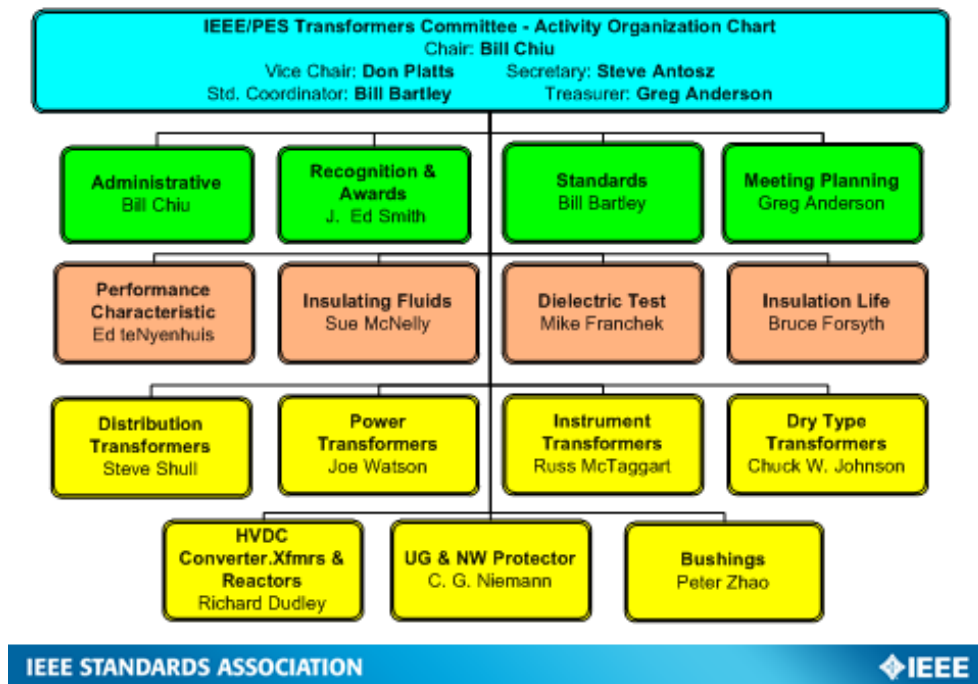 IEEE/PES Transformers Committee - Activity Organization Chart
Chair: Bill Chiu
Vice Chair: Don Platts Secretary: Steve Antosz
Std. Coordinator: Bill Bartley Treasurer: Greg Anderson
Administrative
Bill Chiu
Recognition &
Awards
J. Ed Smith
Standards
Bill Bartley
Meeting Planning
Greg Anderson
Performance
Characteristic
Ed teNyenhuis
Insulating Fluids
Sue McNelly
Dielectric Test
Mike Franchek
Insulation Life
Bruce Forsyth
Distribution
Transformers
Steve Shull
Power
Transformers
Joe Watson
Instrument
Transformers
Russ McTaggart
Dry Type
Transformers
Chuck W. Johnson
HVDC
Converter.Xfmrs &
Reactors
Richard Dudley
UG & NW Protector
C. G. Niemann
Bushings
Peter Zhao
IEEE STANDARDS ASSOCIATION
IEEE